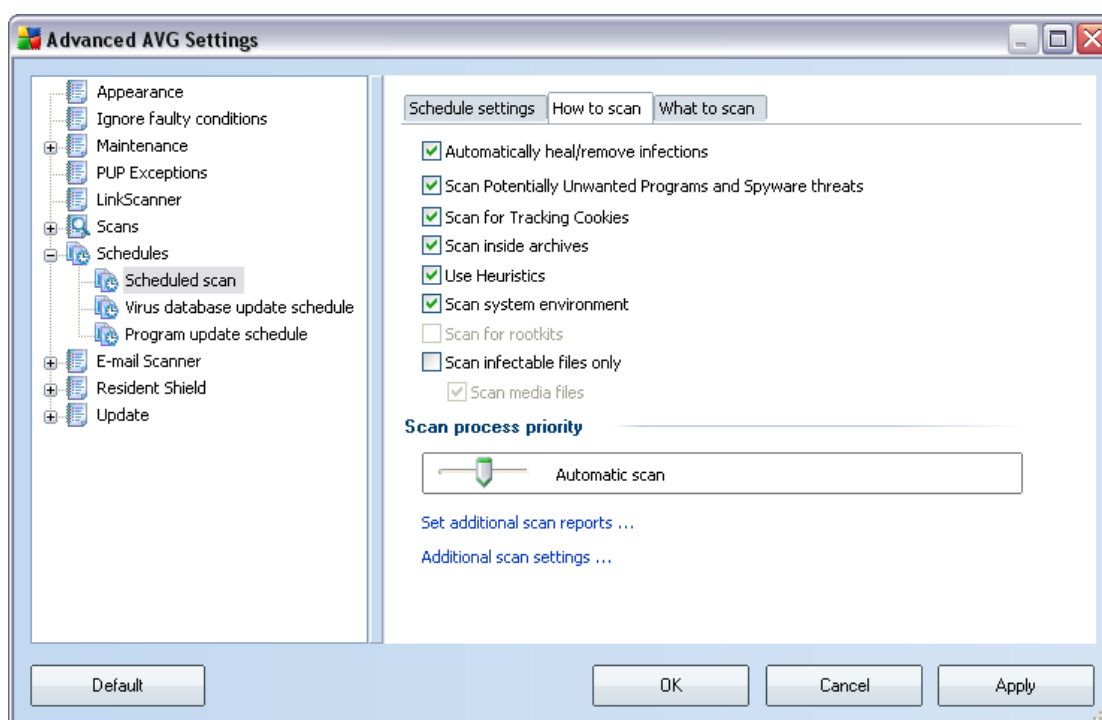 Advanced AVG Settings
Appearance
Ignore faulty conditions
Maintenance
PUP Exceptions
LinkScanner
Scans
Schedules
Scheduled scan
Virus database update schedule
Program update schedule
E-mail Scanner
Resident Shield
Update
Schedule settings How to scan What to scan
Automatically heal/remove infections
Scan Potentially Unwanted Programs and Spyware threats
Scan for Tracking Cookies
Scan inside archives
Use Heuristics
Scan system environment
Scan for rootkits
Scan infectable files only
Scan media files
Scan process priority
Automatic scan
Set additional scan reports ...
Additional scan settings ...
Default OK Cancel Apply